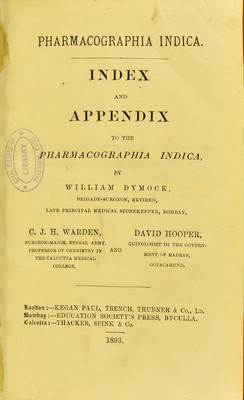 PHARMACOGRAPHIA INDICA.
INDEX
AND
APPENDIX
TO THE
PHARMACOGRAPHIA INDICA,
BY
WILLIAM DYMOCK,
BRIGADE-SURGEON, RETIRED,
LATE PRINCIPAL MEDICAL STOREKEEPER, BOMBAY,
C. J. H. WARDEN,
SURGEON-MAJOR, BENGAL ARMY,
PROFESSOR OF CHEMISTRY IN
THE CALCUTTA MEDICAL
COLLEGE,
AND
DAVID HOOPER,
QUINOLOGIST TO THE GOVERN-
MENT OF MADRAS,
OOTACAMUND.
London:—KEGAN PAUL, TRENCH, TRUBNER & Co., LD.
Bombay:—EDUCATION SOCIETY'S PRESS, BYCULLA.
Calcutta:—THACKER, SPINK & Co.
1893.
LIBRARY